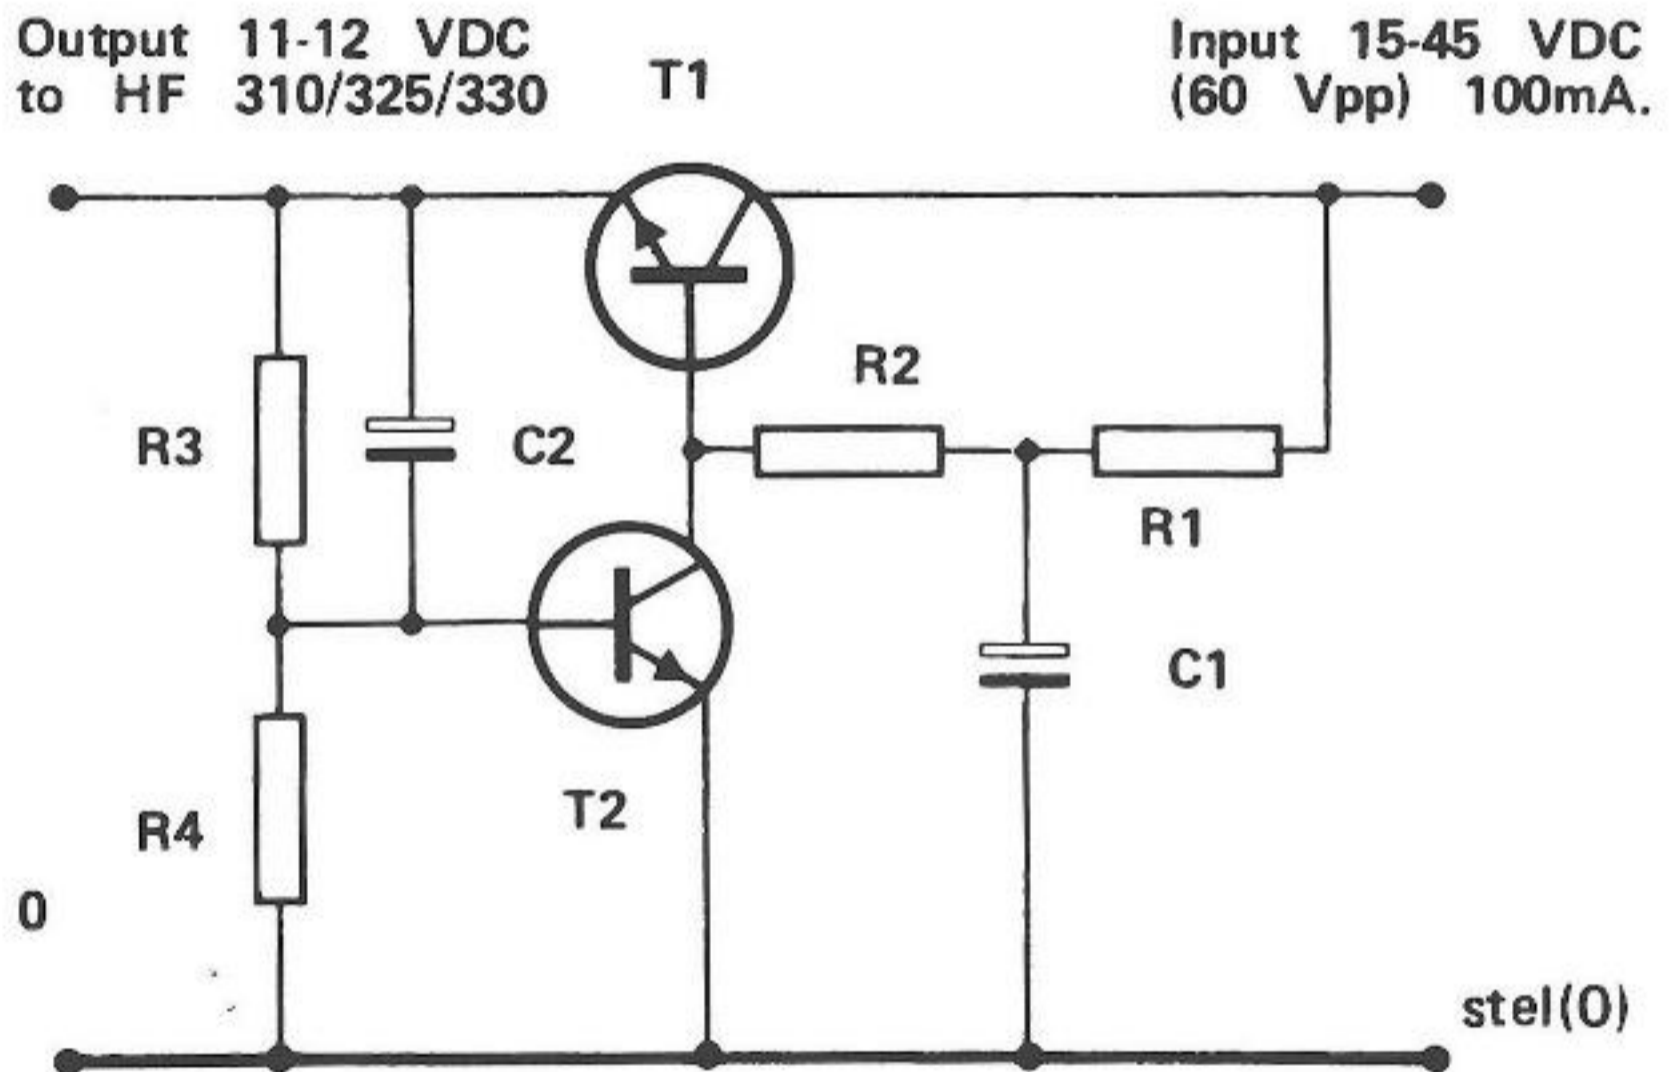 Output 11-12 VDC
to HF 310/325/330
T1
Input 15-45 VDC
(60 Vpp) 100mA.
R2
R3
C2
R1
C1
T2
R4
0
stel(0)